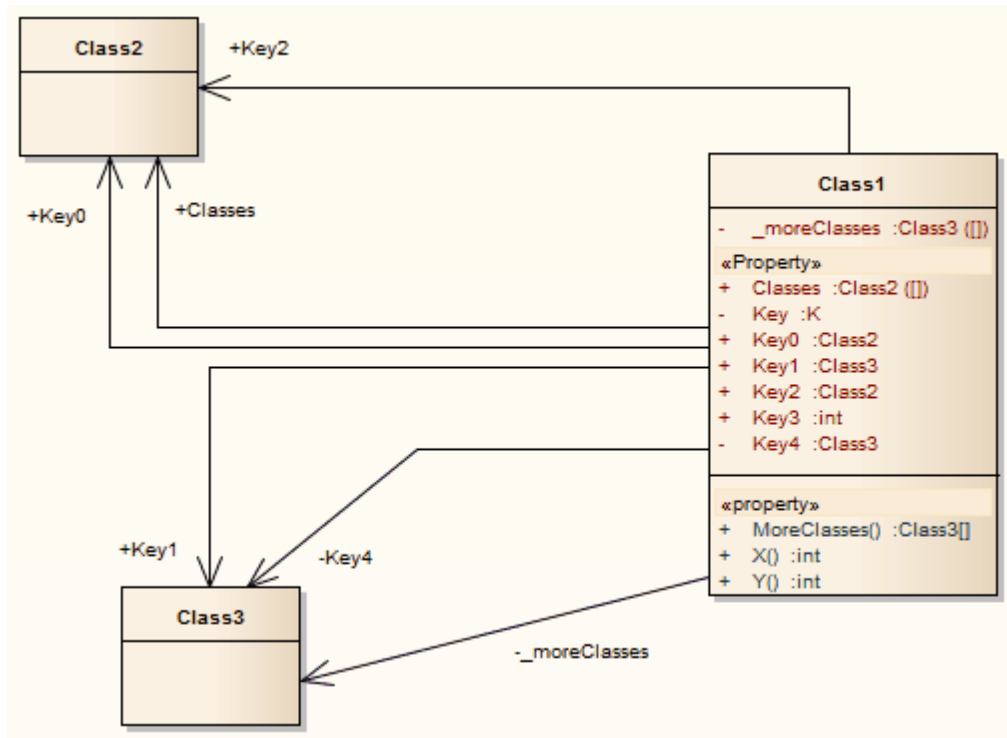 Class2
+Key2
+Key0
+Classes
Class1
- _moreClasses :Class3 ([])
«Property»
+ Classes :Class2 ([])
- Key :K
+ Key0 :Class2
+ Key1 :Class3
+ Key2 :Class2
+ Key3 :int
- Key4 :Class3
«property»
+ MoreClasses() :Class3[]
+ X() :int
+ Y() :int
+Key1
-Key4
Class3
-_moreClasses